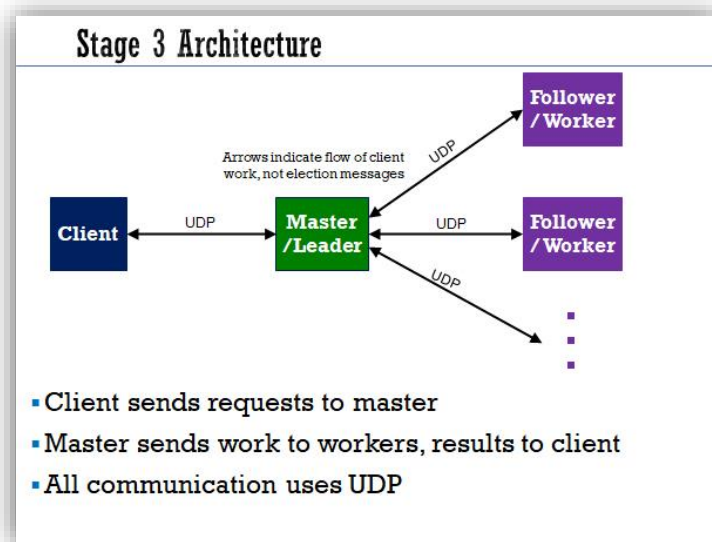 Stage 3 Architecture
Follower
/Worker
Arrows indicate flow of client
work, not election messages
UDP
Client
UDP
Master
/Leader
UDP
Follower
/Worker
UDP
▪Client sends requests to master
▪Master sends work to workers, results to client
▪All communication uses UDP